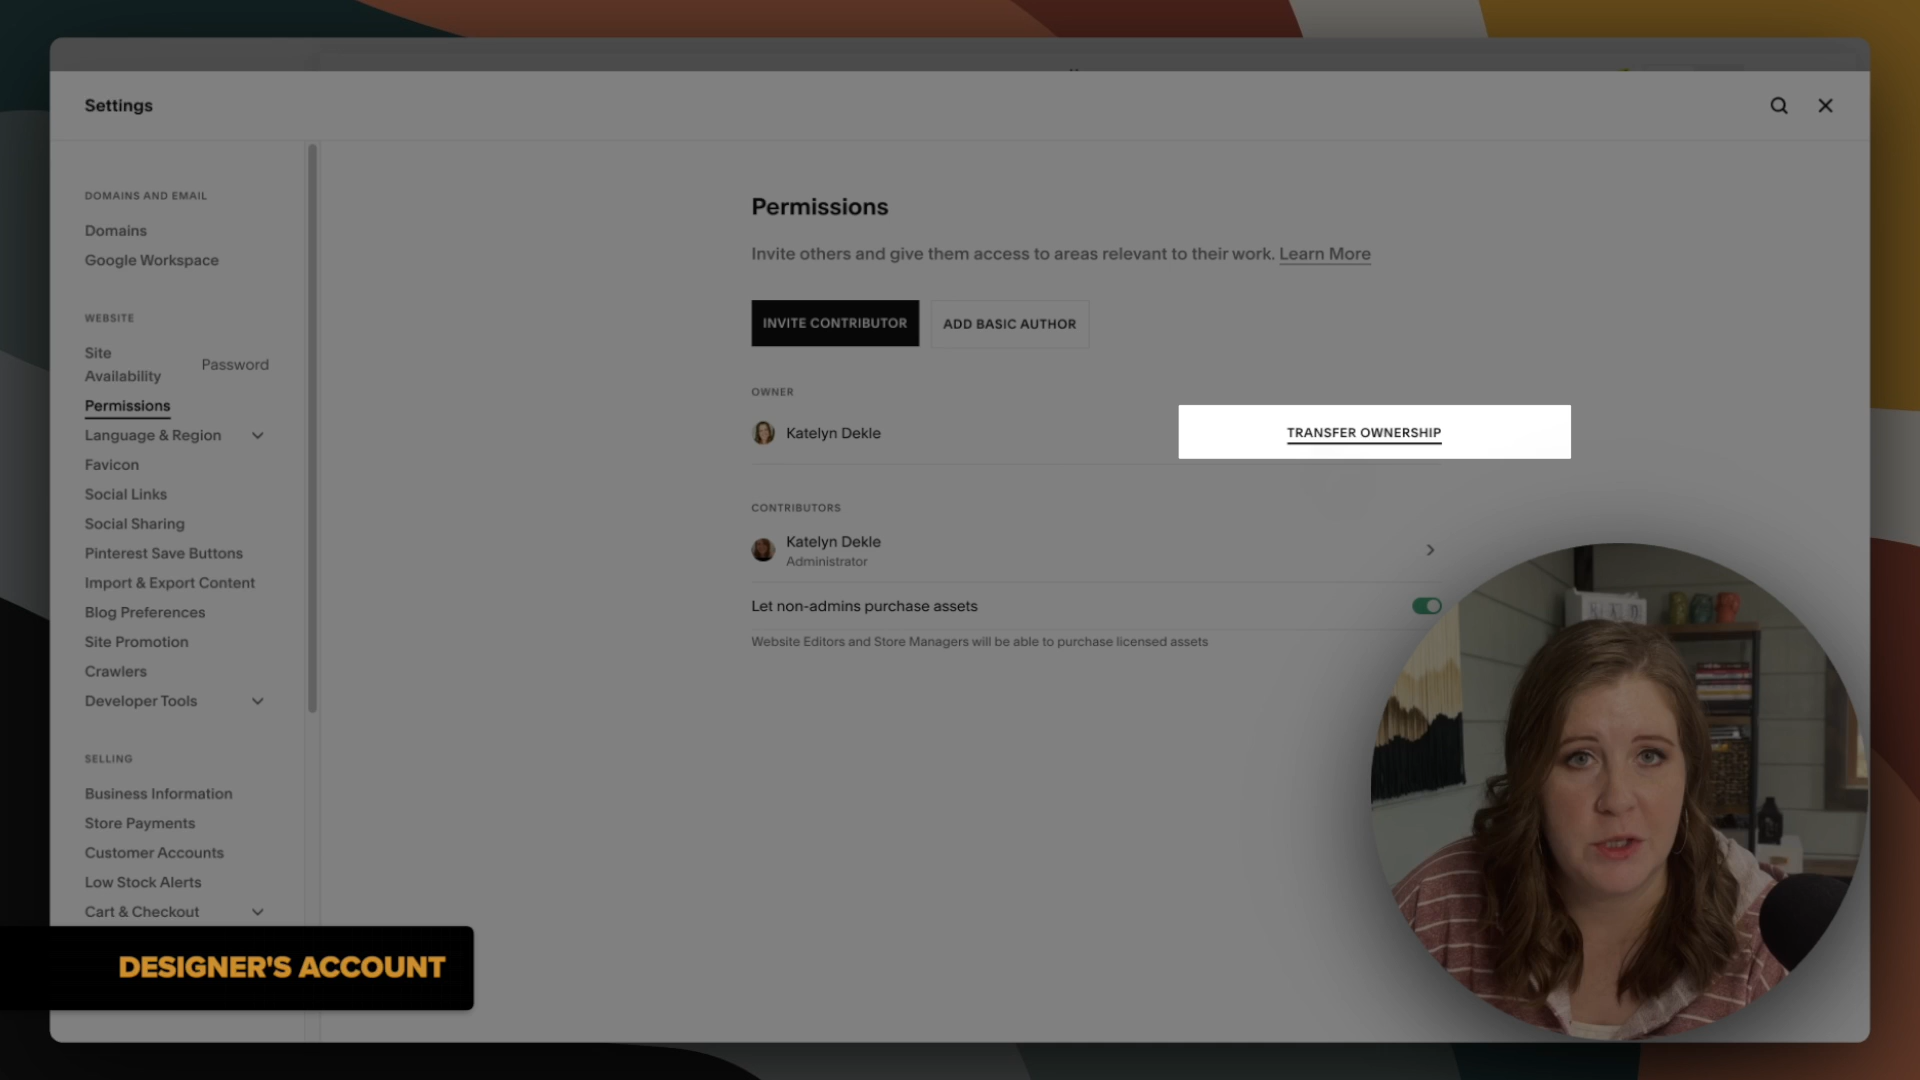 Settings
DOMAINS AND EMAIL
Domains
Google Workspace
WEBSITE
Site
Availability
Password
Permissions
Language & Region
Favicon
Social Links
Social Sharing
Pinterest Save Buttons
Import & Export Content
Blog Preferences
Site Promotion
Crawlers
Developer Tools
SELLING
Business Information
Store Payments
Customer Accounts
Low Stock Alerts
Cart & Checkout
Permissions
Invite others and give them access to areas relevant to their work. Learn More
INVITE CONTRIBUTOR
ADD BASIC AUTHOR
OWNER
Katelyn Dekle
TRANSFER OWNERSHIP
CONTRIBUTORS
Katelyn Dekle
Administrator
Let non-admins purchase assets
Website Editors and Store Managers will be able to purchase licensed assets
DESIGNER'S ACCOUNT